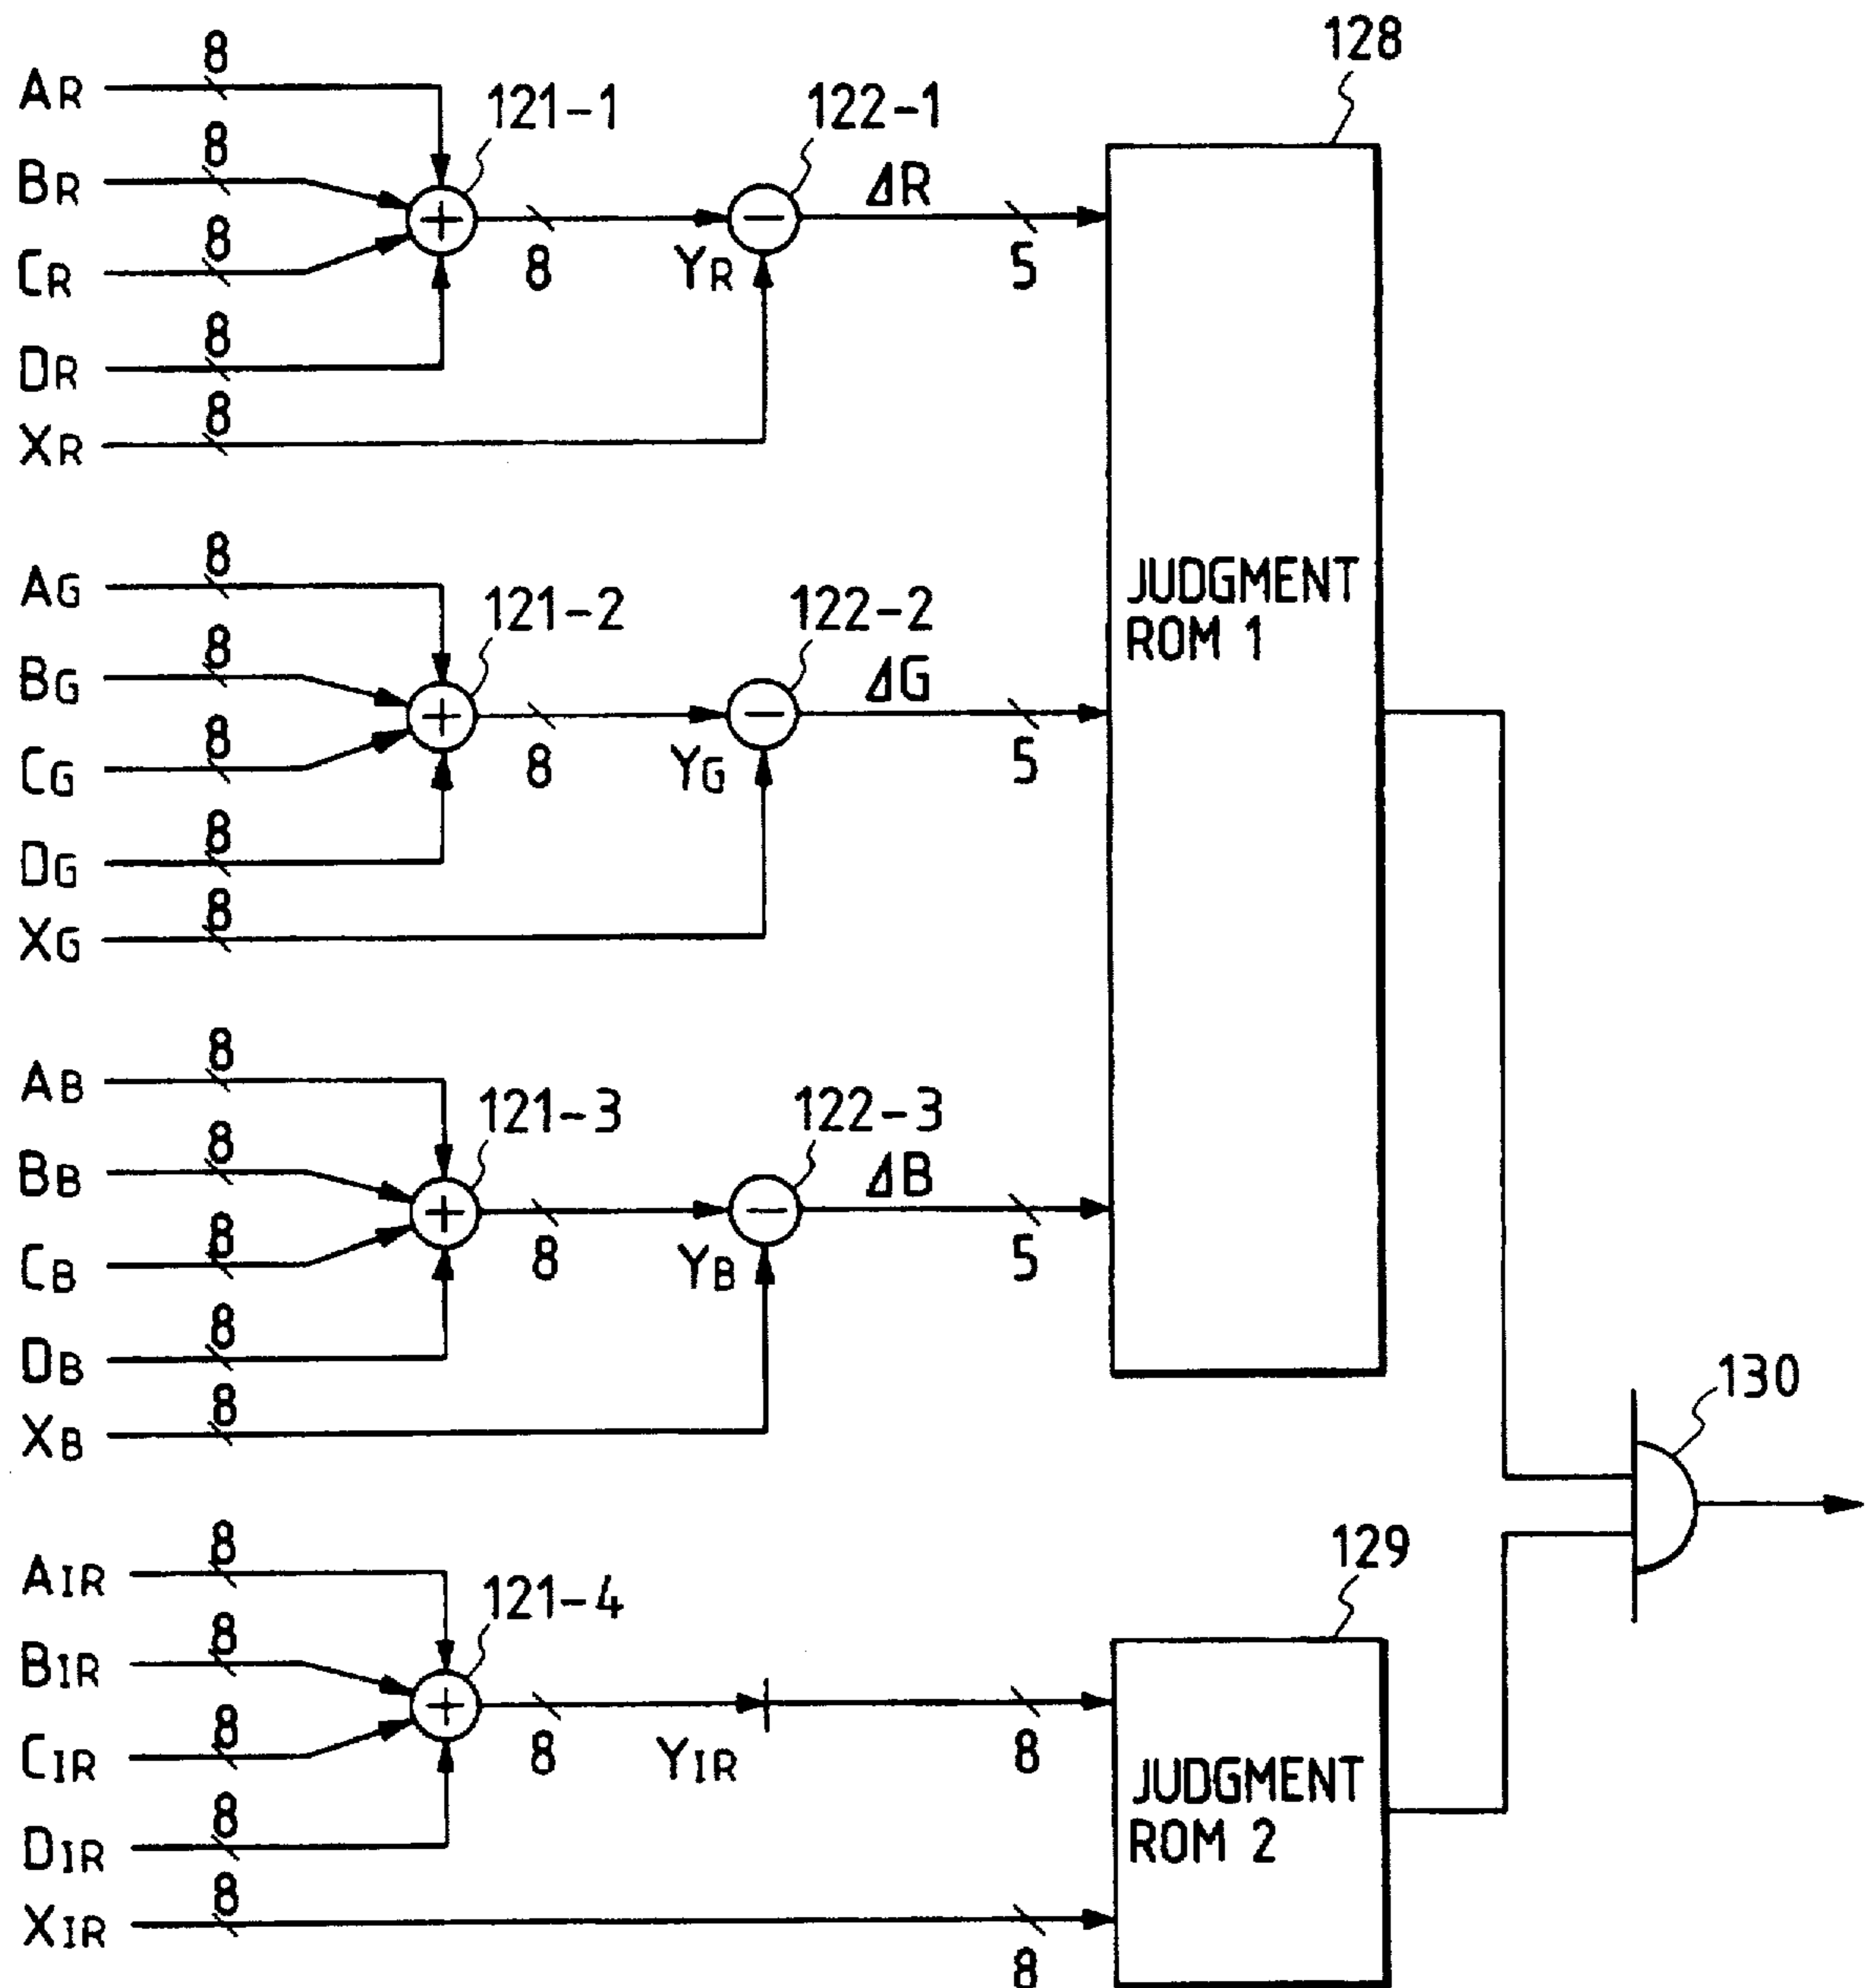 128
8
AR
121-1
122-1
8
BR
ΔR
8
CR
8
YR
5
8
DR
8
XR
8
AG
121-2
122-2
JUDGMENT
ROM 1
8
BG
ΔG
8
CG
8
YG
5
8
DG
8
XG
8
AB
121-3
122-3
8
BB
ΔB
8
CB
8
YB
5
8
DB
8
XB
130
129
8
AIR
121-4
8
BIR
8
CIR
8
YIR
8
JUDGMENT
ROM 2
8
DIR
8
XIR
8